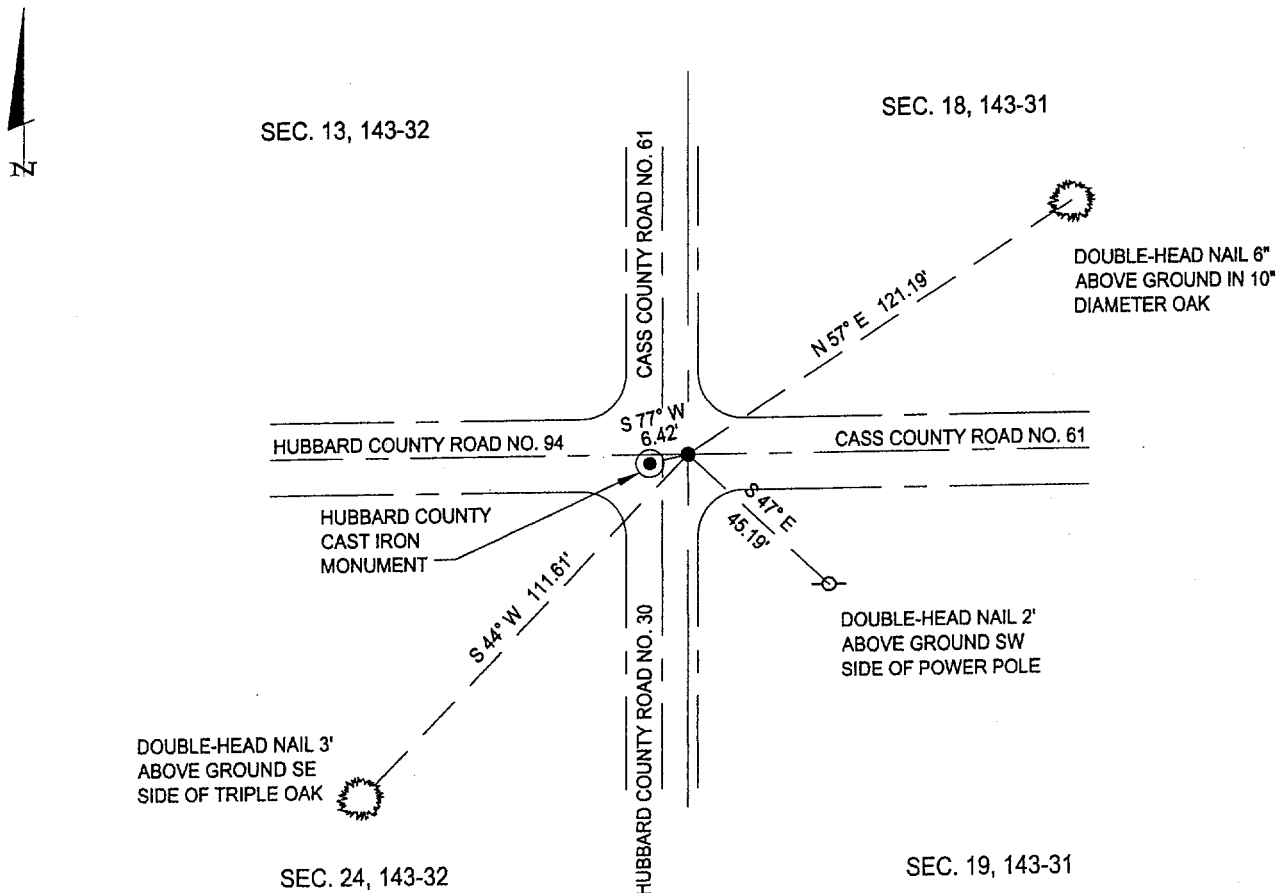 N
SEC. 13, 143-32
SEC. 18, 143-31
CASS COUNTY ROAD NO. 61
DOUBLE-HEAD NAIL 6"
ABOVE GROUND IN 10"
DIAMETER OAK
N 57° E 121.19'
S 77° W
6.42'
HUBBARD COUNTY ROAD NO. 94
CASS COUNTY ROAD NO. 61
HUBBARD COUNTY
CAST IRON
MONUMENT
S 47° E
45.19'
S 44° W 111.61'
DOUBLE-HEAD NAIL 2'
ABOVE GROUND SW
SIDE OF POWER POLE
HUBBARD COUNTY ROAD NO. 30
DOUBLE-HEAD NAIL 3'
ABOVE GROUND SE
SIDE OF TRIPLE OAK
SEC. 24, 143-32
SEC. 19, 143-31